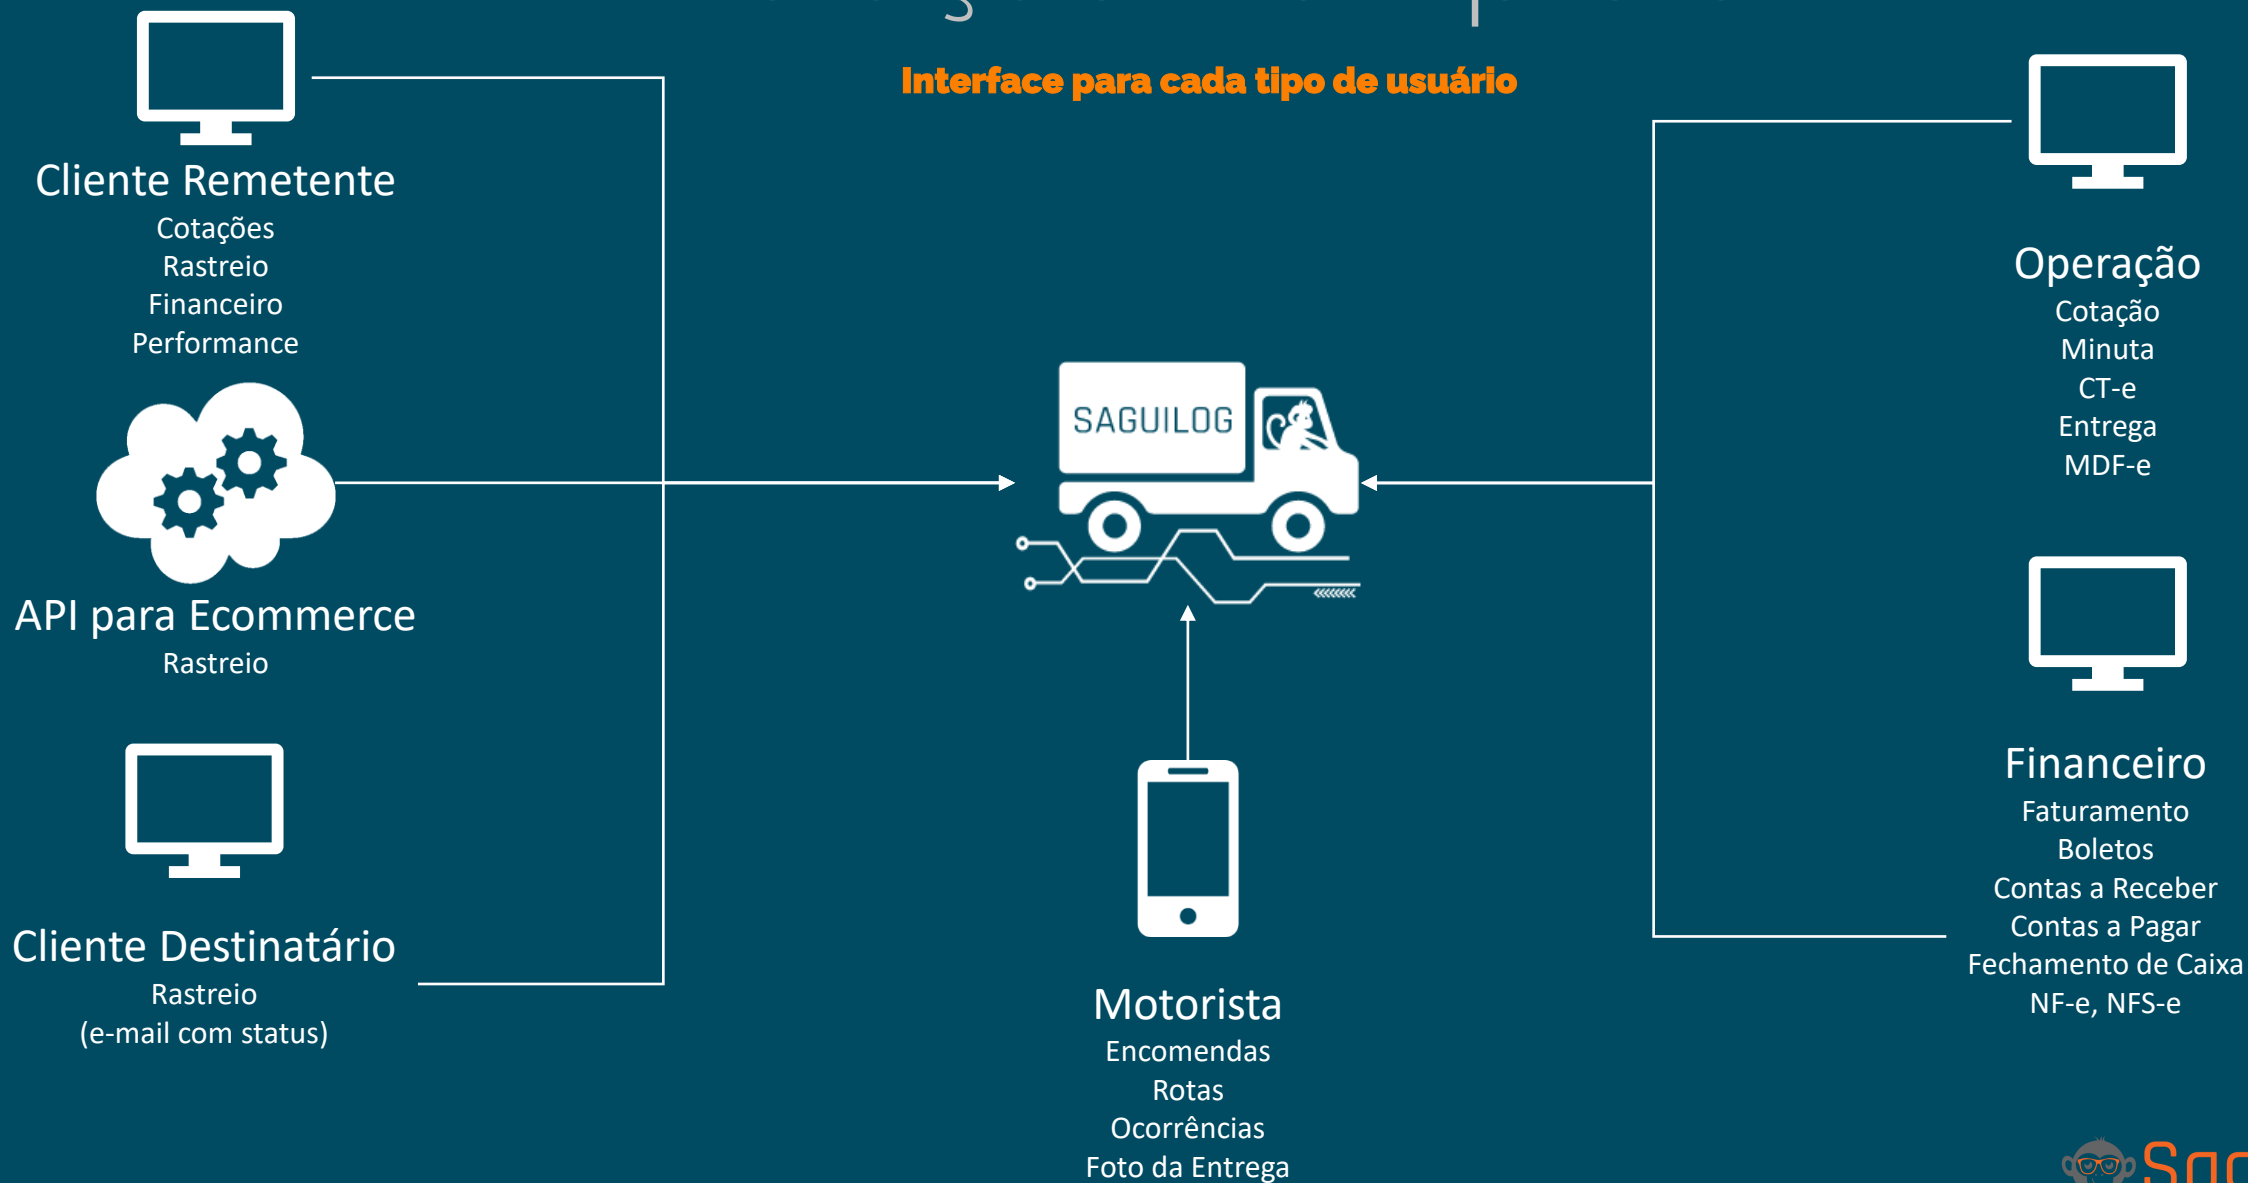 Interface para cada tipo de usuário
Cliente Remetente
Cotações
Rastreio
Financeiro
Performance
API para Ecommerce
Rastreio
Cliente Destinatário
Rastreio
(e-mail com status)
SAGUILOG
Motorista
Encomendas
Rotas
Ocorrências
Foto da Entrega
Operação
Cotação
Minuta
CT-e
Entrega
MDF-e
Financeiro
Faturamento
Boletos
Contas a Receber
Contas a Pagar
Fechamento de Caixa
NF-e, NFS-e